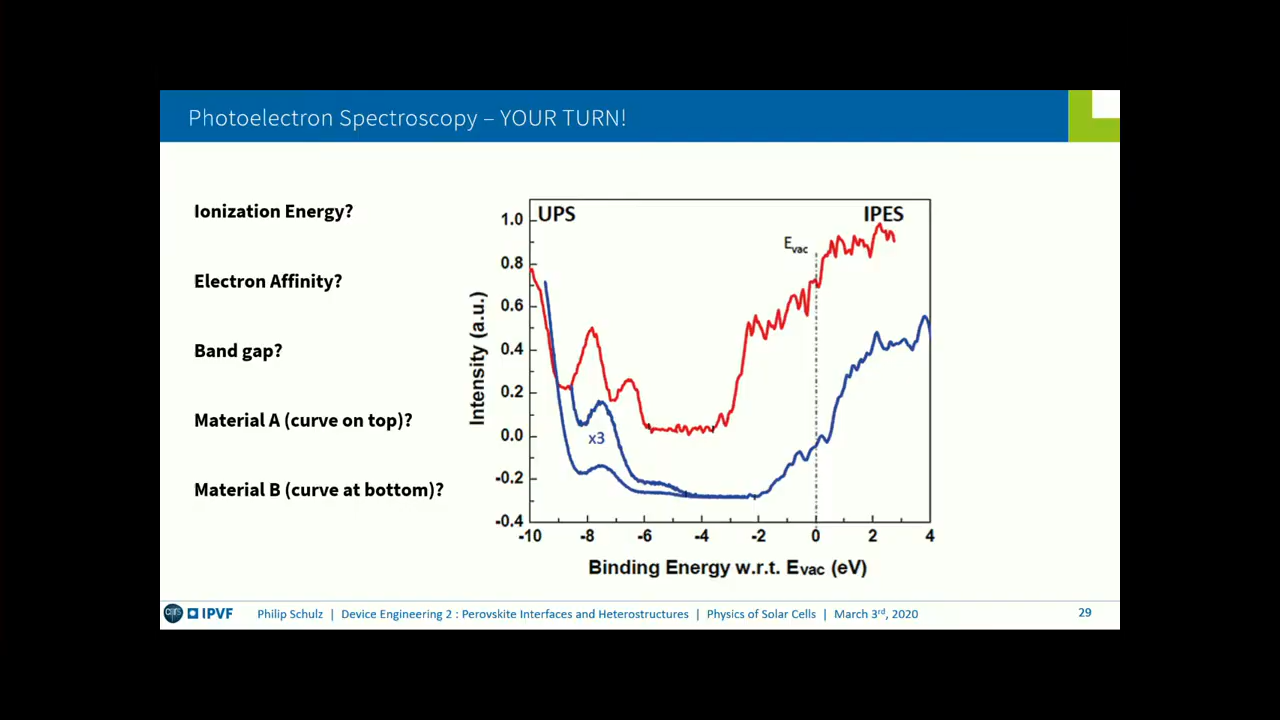 Photoelectron Spectroscopy – YOUR TURN!
Ionization Energy?
Electron Affinity?
Band gap?
Material A (curve on top)?
Material B (curve at bottom)?
UPS
IPES
Evac
x3
Intensity (a.u.)
1.0
0.8
0.6
0.4
0.2
0.0
-0.2
-0.4
-10 -8 -6 -4 -2 0 2 4
Binding Energy w.r.t. Evac (eV)
IPVF
Philip Schulz | Device Engineering 2 : Perovskite Interfaces and Heterostructures | Physics of Solar Cells | March 3rd, 2020
29